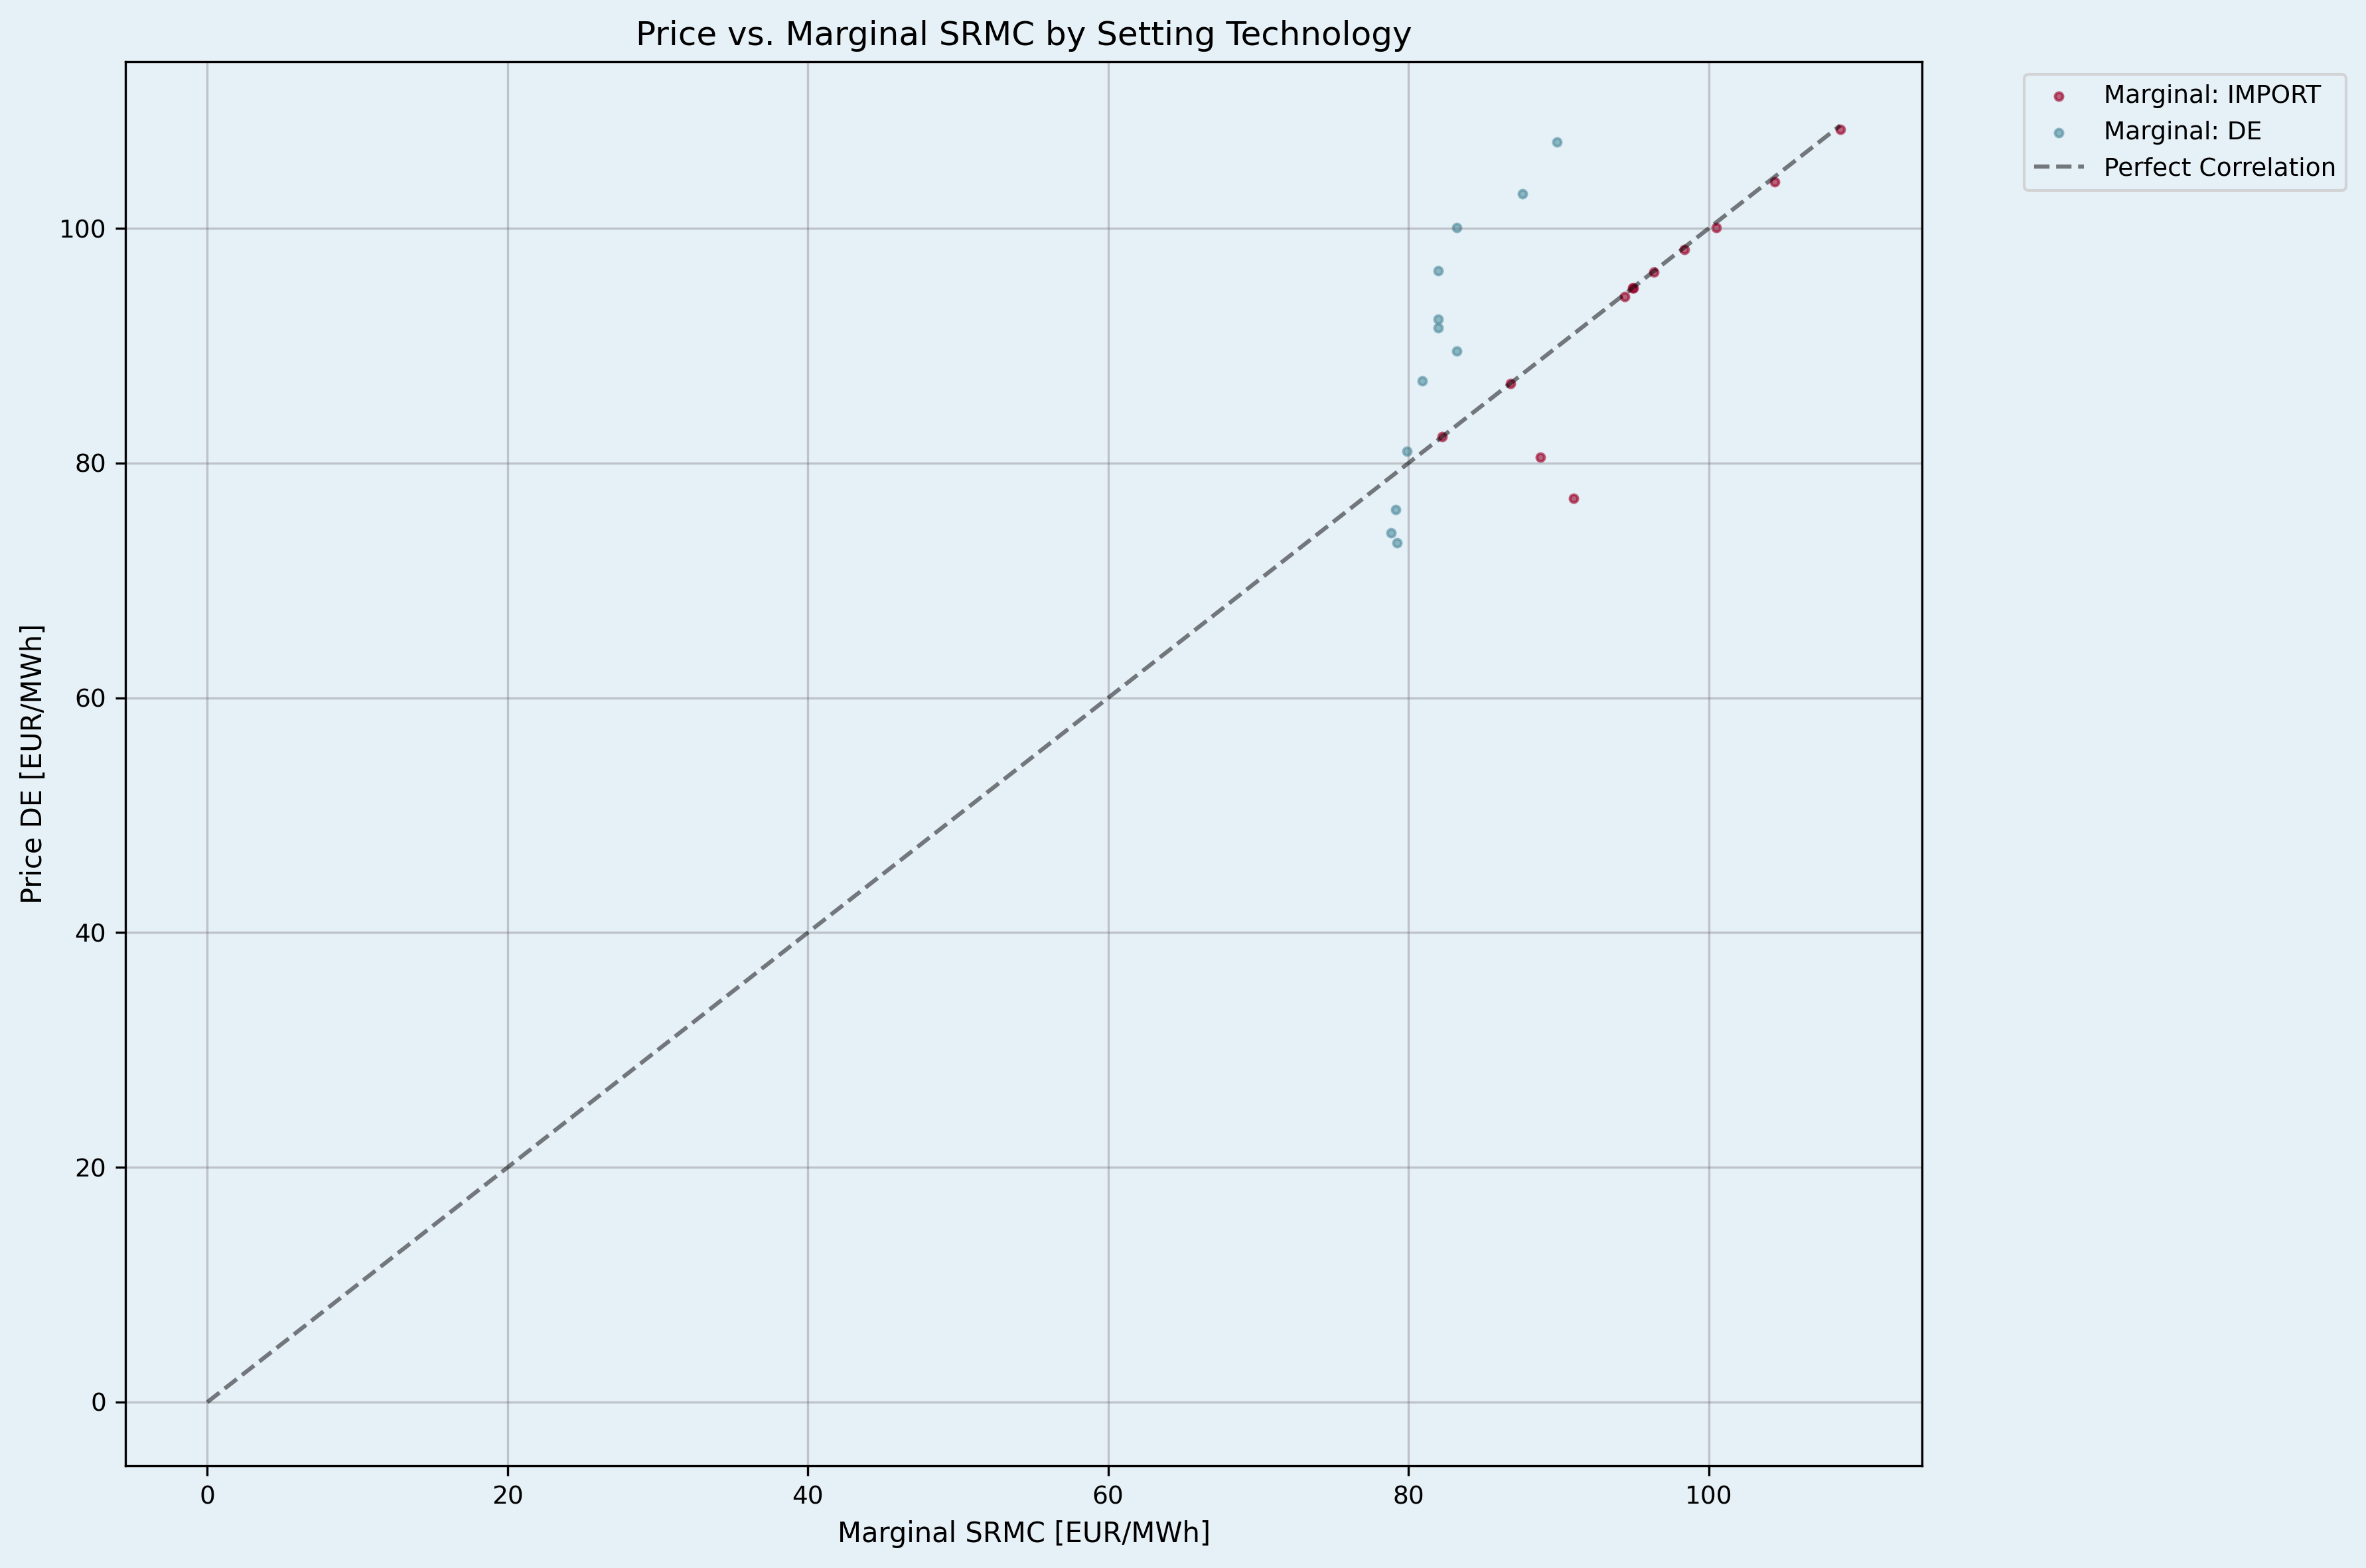 Price vs. Marginal SRMC by Setting Technology
Marginal: IMPORT
Marginal: DE
Perfect Correlation
Price DE [EUR/MWh]
100
80
60
40
20
0
0 20 40 60 80 100
Marginal SRMC [EUR/MWh]